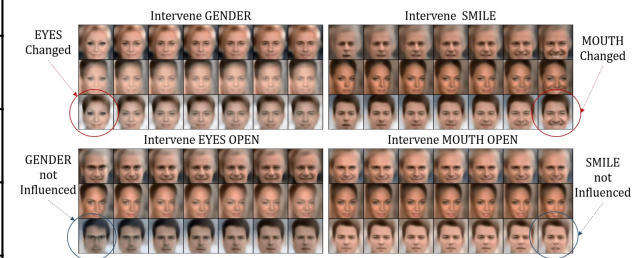 Intervene GENDER
Intervene SMILE
EYES
Changed
MOUTH
Changed
Intervene EYES OPEN
Intervene MOUTH OPEN
GENDER
not
Influenced
SMILE
not
Influenced